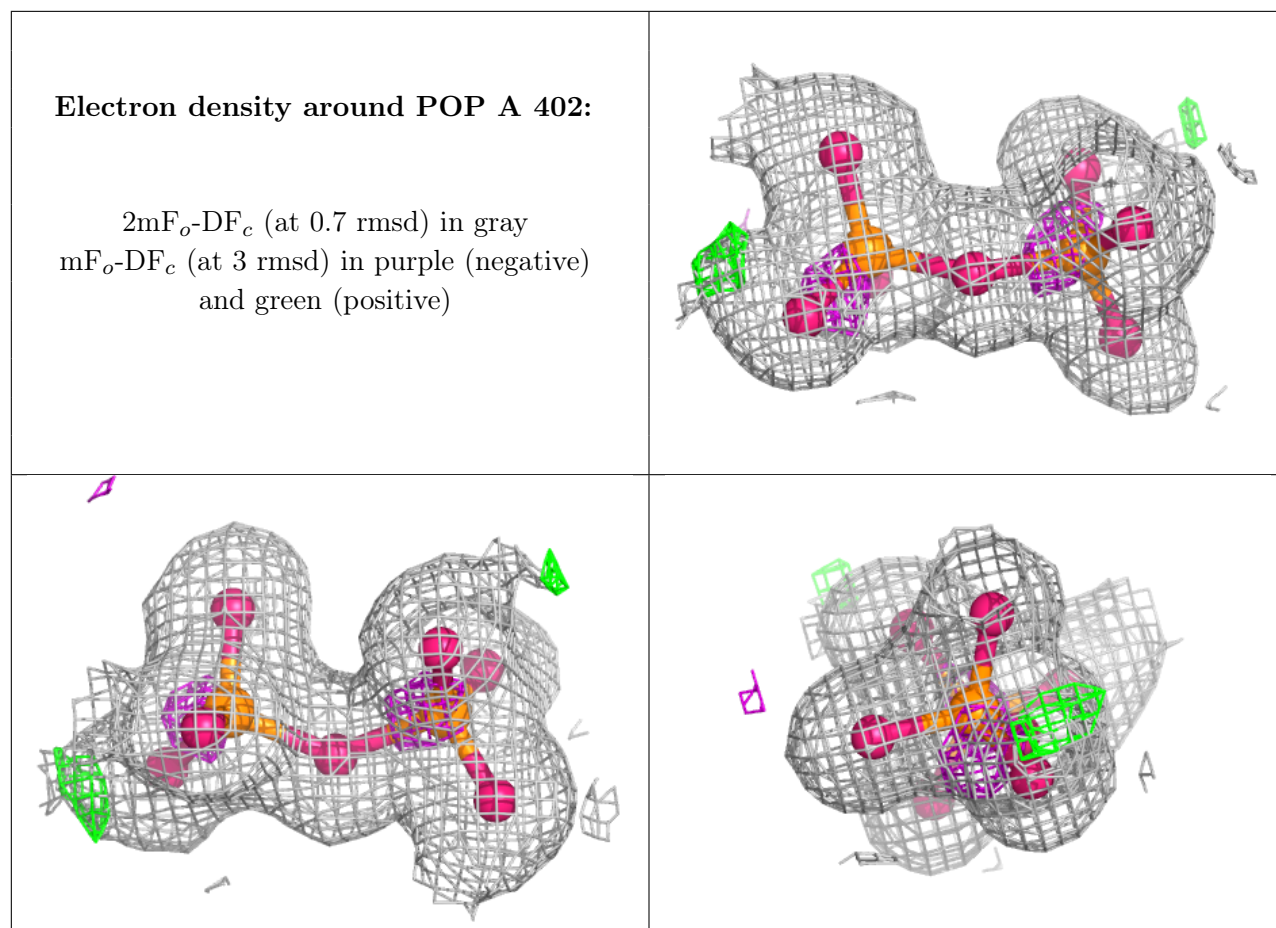 Electron density around POP A 402:
2mFₒ-DF𝒸 (at 0.7 rmsd) in gray
mFₒ-DF𝒸 (at 3 rmsd) in purple (negative)
and green (positive)